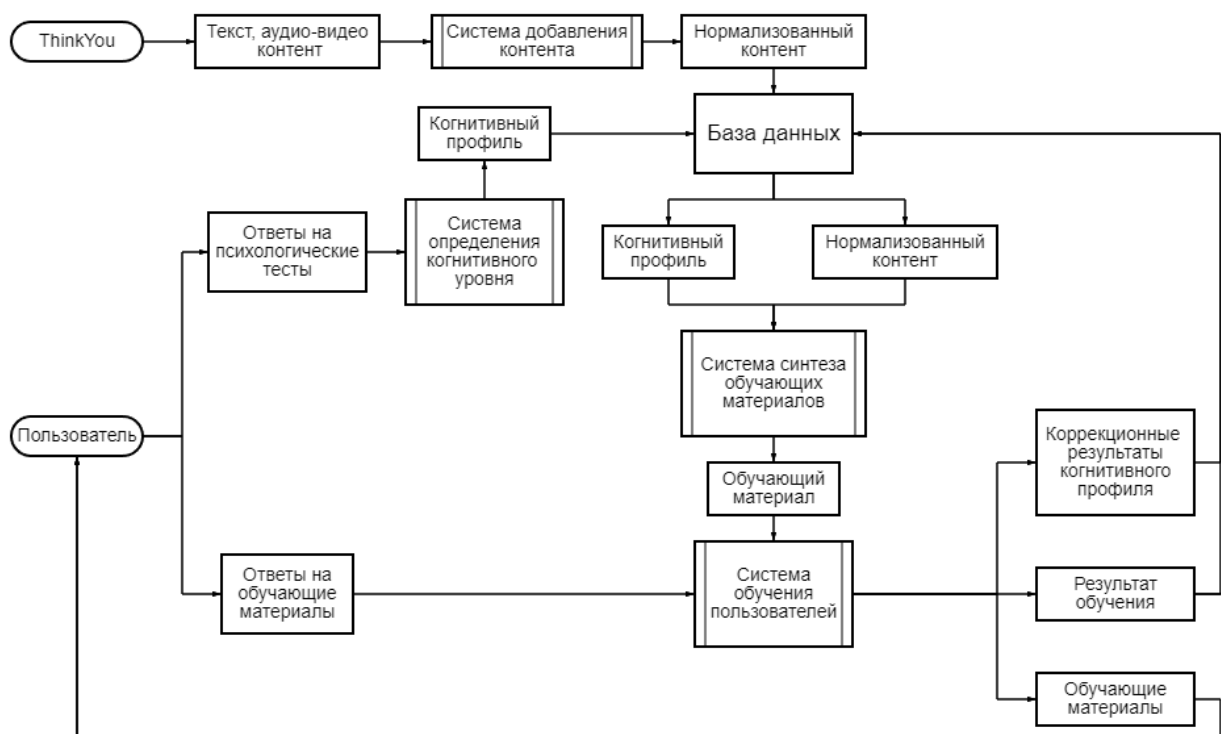 ThinkYou
Текст, аудио-видео
контент
Система добавления
контента
Нормализованный
контент
Когнитивный
профиль
База данных
Ответы на
психологические
тесты
Система
определения
когнитивного
уровня
Когнитивный
профиль
Нормализованный
контент
Система синтеза
обучающих
материалов
Пользователь
Обучающий
материал
Коррекционные
результаты
когнитивного
профиля
Ответы на
обучающие
материалы
Система
обучения
пользователей
Результат
обучения
Обучающие
материалы